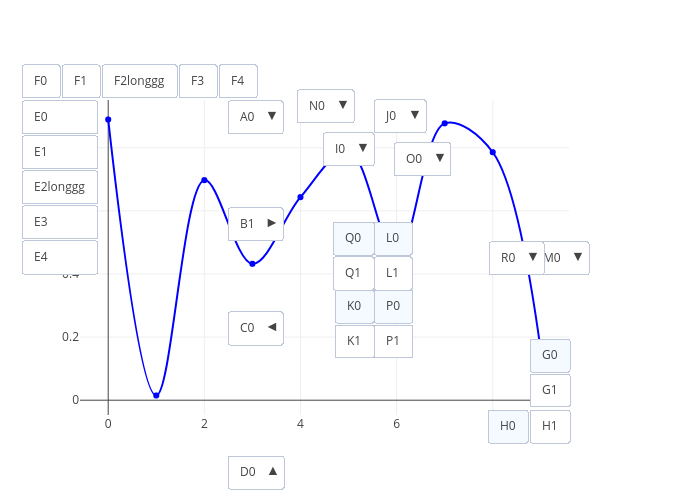 F0 F1 F2longgg F3 F4
N0 ▼
E0 A0 ▼ J0 ▼
E1 I0 ▼ O0 ▼
E2longgg
E3 B1 ►
Q0 L0
E4 R0 ▼ M0 ▼
Q1 L1
K0 P0
C0 ◄
0.2 K1 P1
G0
G1
0
0 2 4 6 H0 H1
D0 ▲